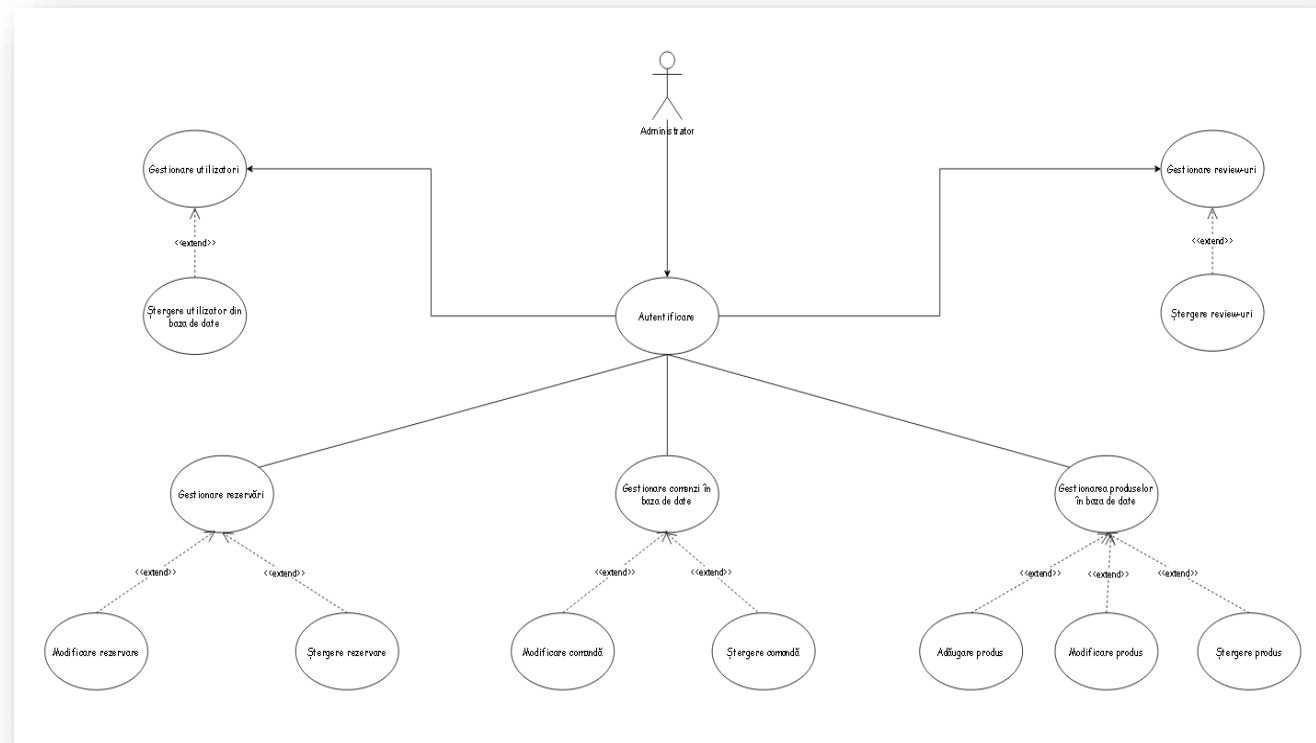 Administrator
Gestionare utilizatori
Gestionare review-uri
<<extend>>
<<extend>>
Ștergere utilizator din
baza de date
Autentificare
Ștergere review-uri
Gestionare rezervări
Gestionare comenzi în
baza de date
Gestionarea produselor
în baza de date
<<extend>>
<<extend>>
<<extend>>
<<extend>>
<<extend>>
<<extend>>
<<extend>>
Modificare rezervare
Ștergere rezervare
Modificare comandă
Ștergere comandă
Adăugare produs
Modificare produs
Ștergere produs